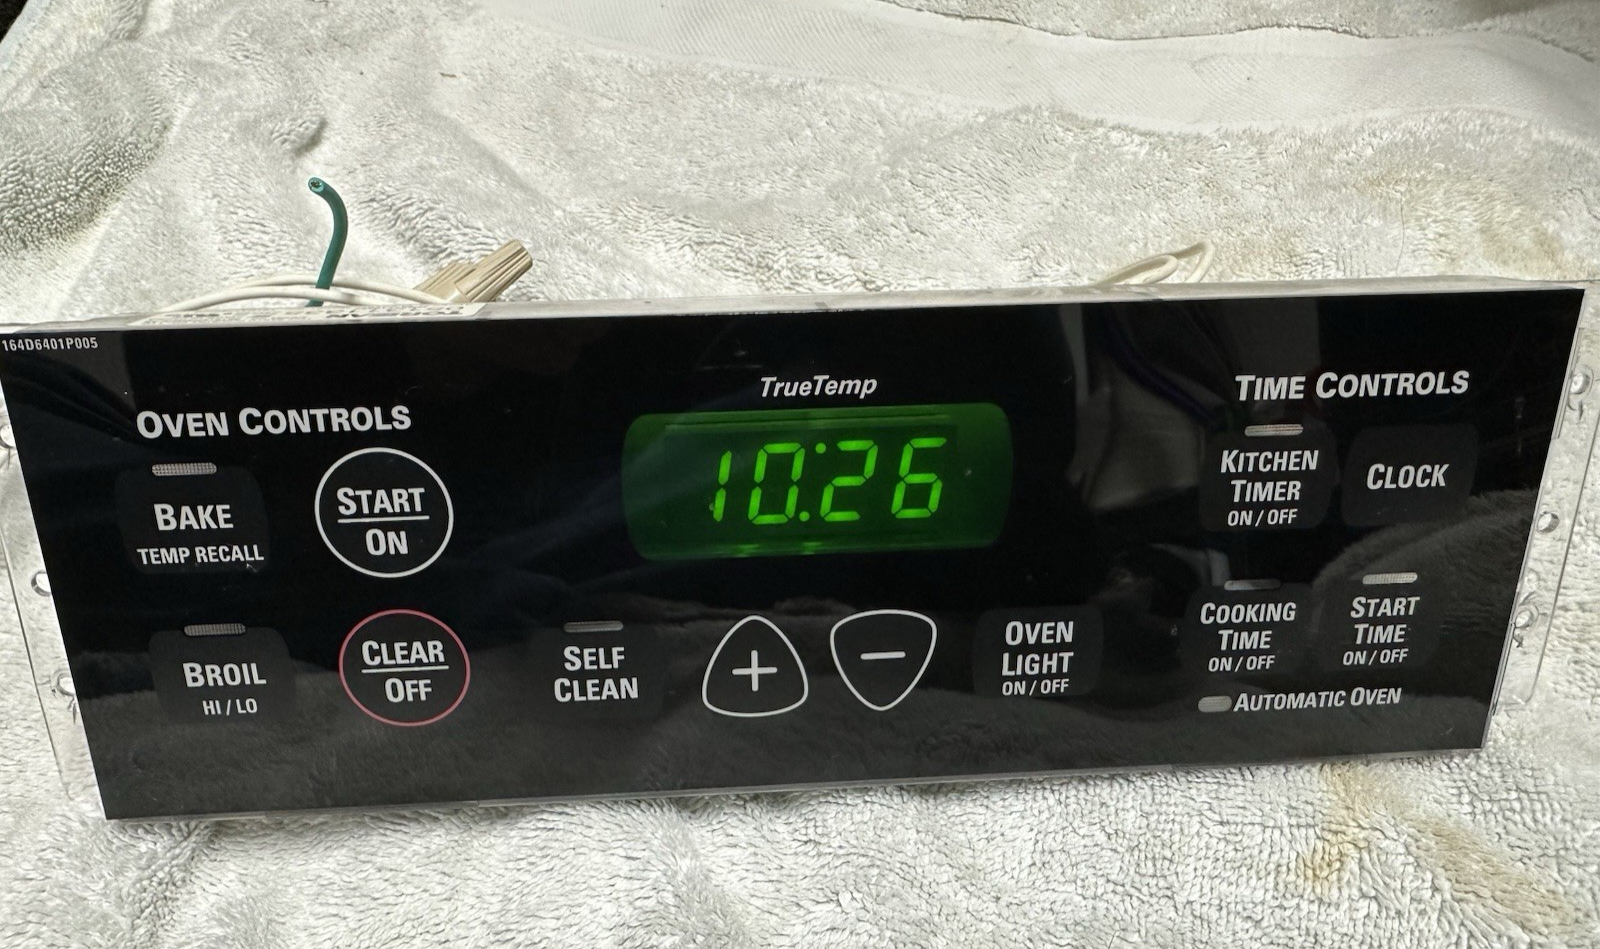 164D6401P005
TrueTemp
OVEN CONTROLS
BAKE
TEMP RECALL
START
ON
BROIL
HI / LO
CLEAR
OFF
10:26
SELF
CLEAN
+
−
OVEN
LIGHT
ON / OFF
TIME CONTROLS
KITCHEN
TIMER
ON / OFF
CLOCK
COOKING
TIME
ON / OFF
START
TIME
ON / OFF
AUTOMATIC OVEN